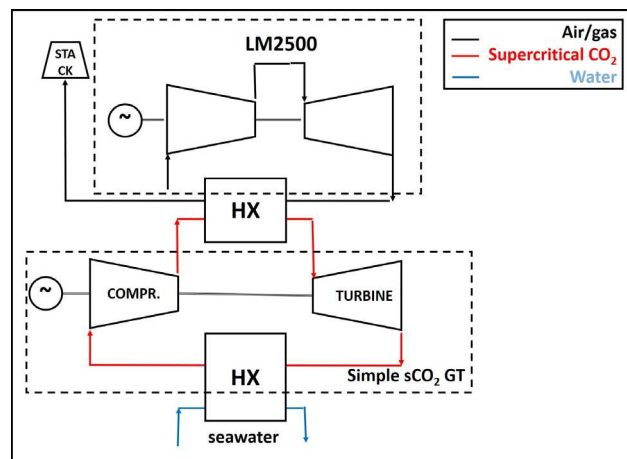 STA
CK
LM2500
Air/gas
Supercritical CO₂
Water
~
HX
~
COMPR.
TURBINE
HX
Simple sCO₂ GT
seawater